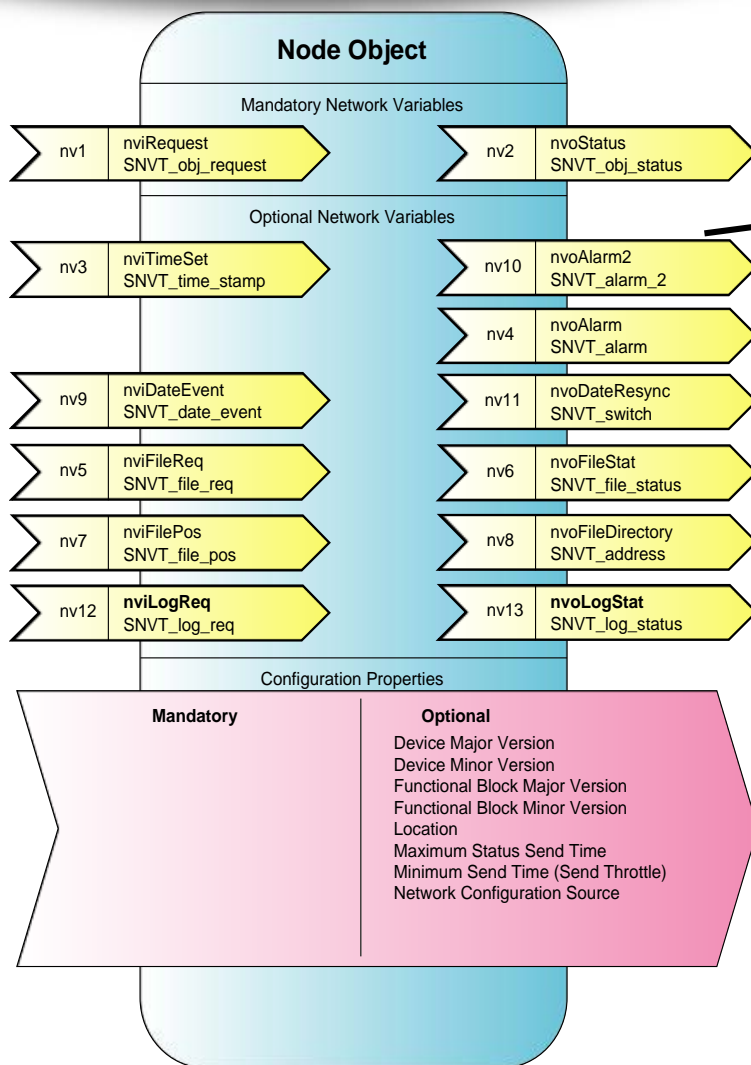 Node Object
Mandatory Network Variables
nv1
nviRequest
SNVT_obj_request
nv2
nvoStatus
SNVT_obj_status
Optional Network Variables
nv3
nviTimeSet
SNVT_time_stamp
nv10
nvoAlarm2
SNVT_alarm_2
nv4
nvoAlarm
SNVT_alarm
nv9
nviDateEvent
SNVT_date_event
nv11
nvoDateResync
SNVT_switch
nv5
nviFileReq
SNVT_file_req
nv6
nvoFileStat
SNVT_file_status
nv7
nviFilePos
SNVT_file_pos
nv8
nvoFileDirectory
SNVT_address
nv12
nviLogReq
SNVT_log_req
nv13
nvoLogStat
SNVT_log_status
Configuration Properties
Mandatory
Optional
Device Major Version
Device Minor Version
Functional Block Major Version
Functional Block Minor Version
Location
Maximum Status Send Time
Minimum Send Time (Send Throttle)
Network Configuration Source